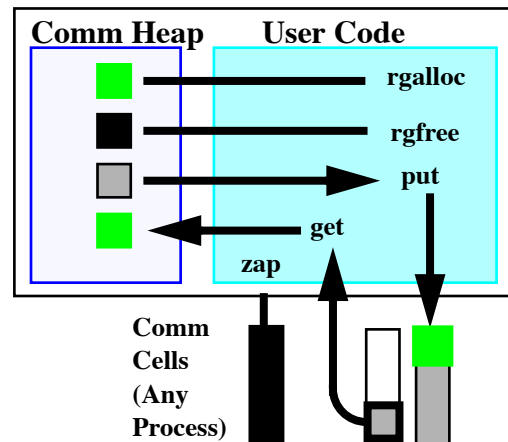 Comm Heap User Code
rgalloc
rgfree
put
get
zap
Comm
Cells
(Any
Process)